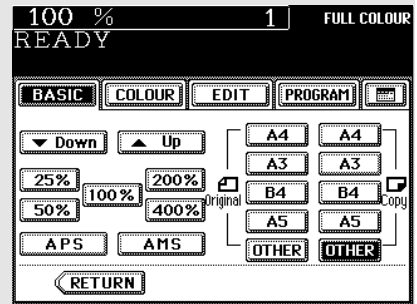 100 % 1 FULL COLOUR
READY
BASIC COLOUR EDIT PROGRAM
Down Up A4 A4
A3 A3
25% 200%
100% Original B4 B4 Copy
50% 400%
A5 A5
APS AMS OTHER OTHER
RETURN